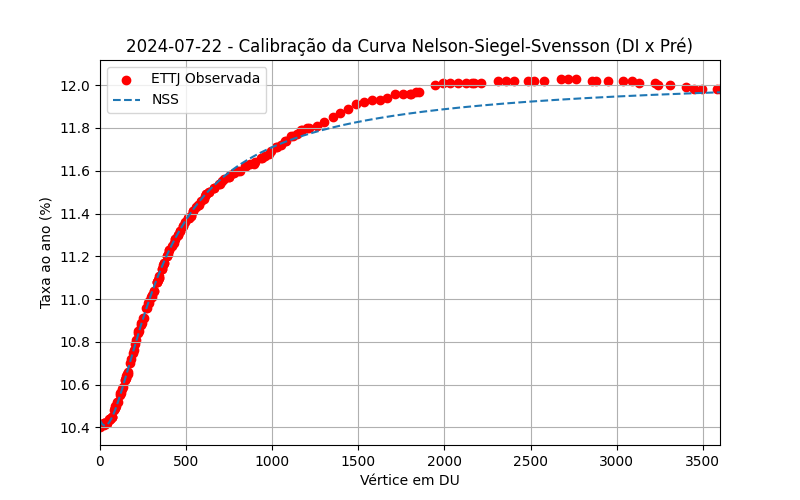 2024-07-22 - Calibração da Curva Nelson-Siegel-Svensson (DI x Pré)
ETTJ Observada
NSS
Taxa ao ano (%)
12.0
11.8
11.6
11.4
11.2
11.0
10.8
10.6
10.4
0 500 1000 1500 2000 2500 3000 3500
Vértice em DU